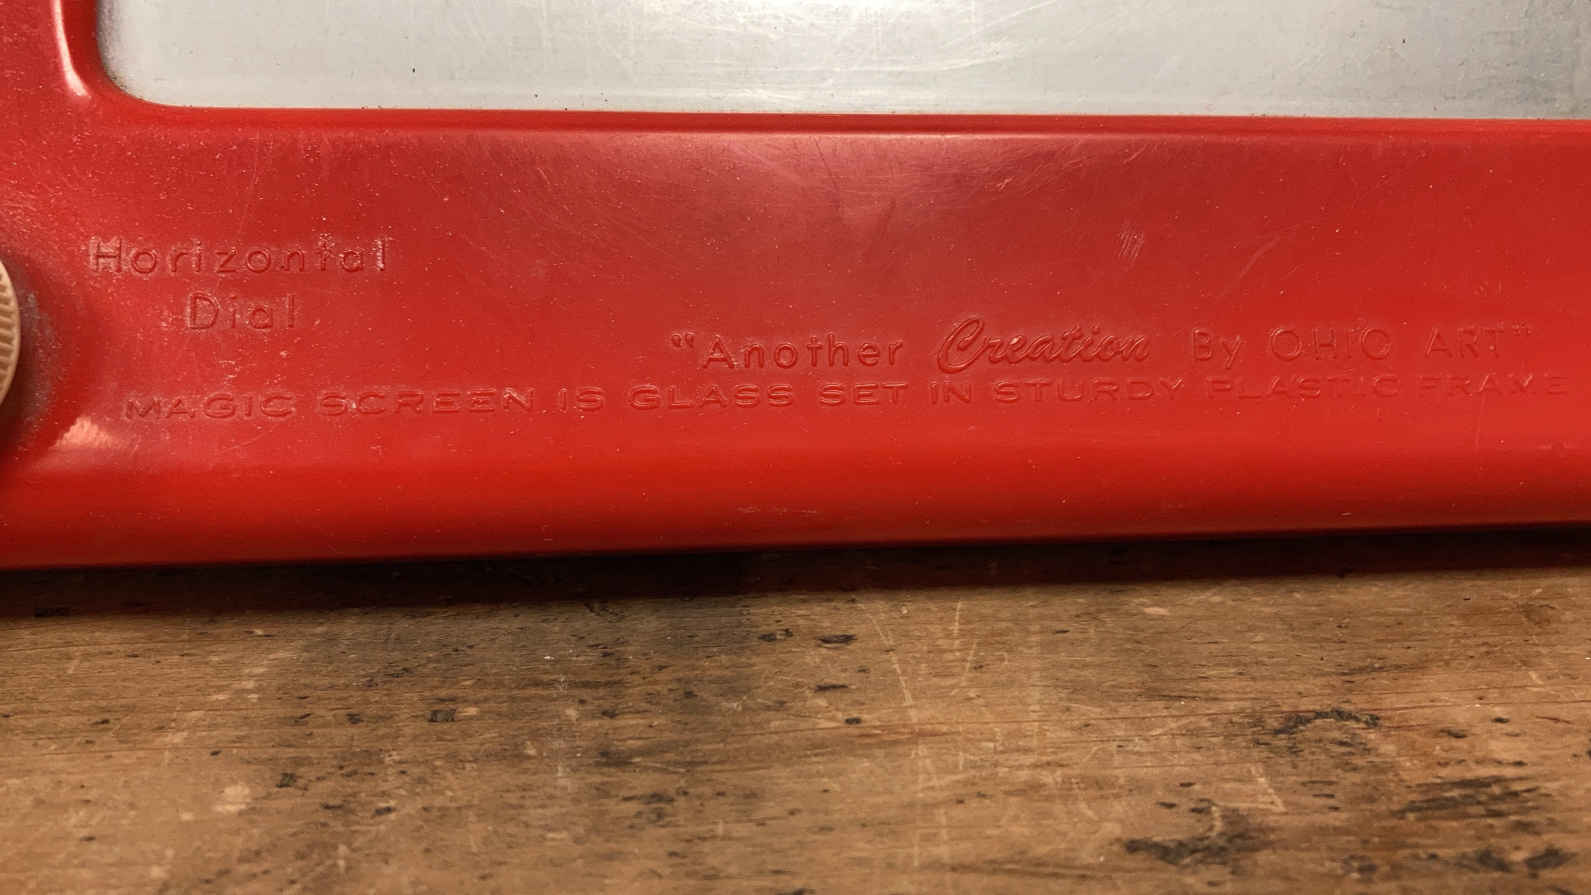 Horizontal
Dial
"Another Creation By OHIO ART"
MAGIC SCREEN IS GLASS SET IN STURDY PLASTIC FRAME